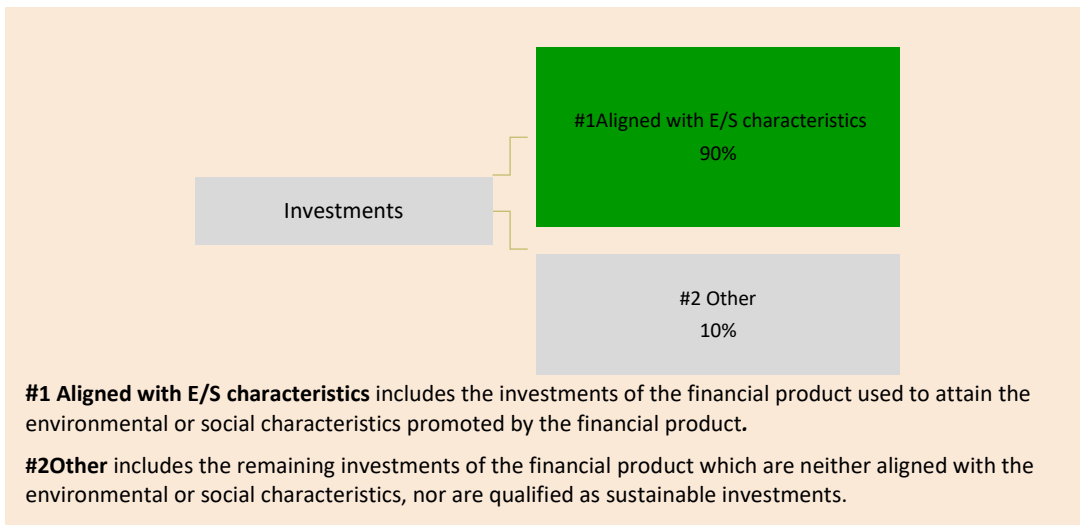 #1Aligned with E/S characteristics
90%
Investments
#2 Other
10%
#1 Aligned with E/S characteristics includes the investments of the financial product used to attain the
environmental or social characteristics promoted by the financial product.
#2Other includes the remaining investments of the financial product which are neither aligned with the
environmental or social characteristics, nor are qualified as sustainable investments.